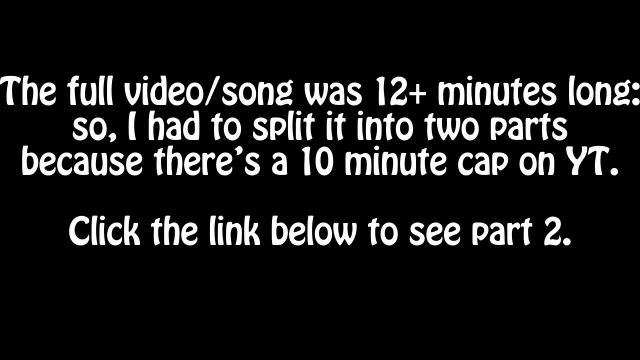 The full video/song was 12+ minutes long:
so, I had to split it into two parts
because there's a 10 minute cap on YT.
Click the link below to see part 2.